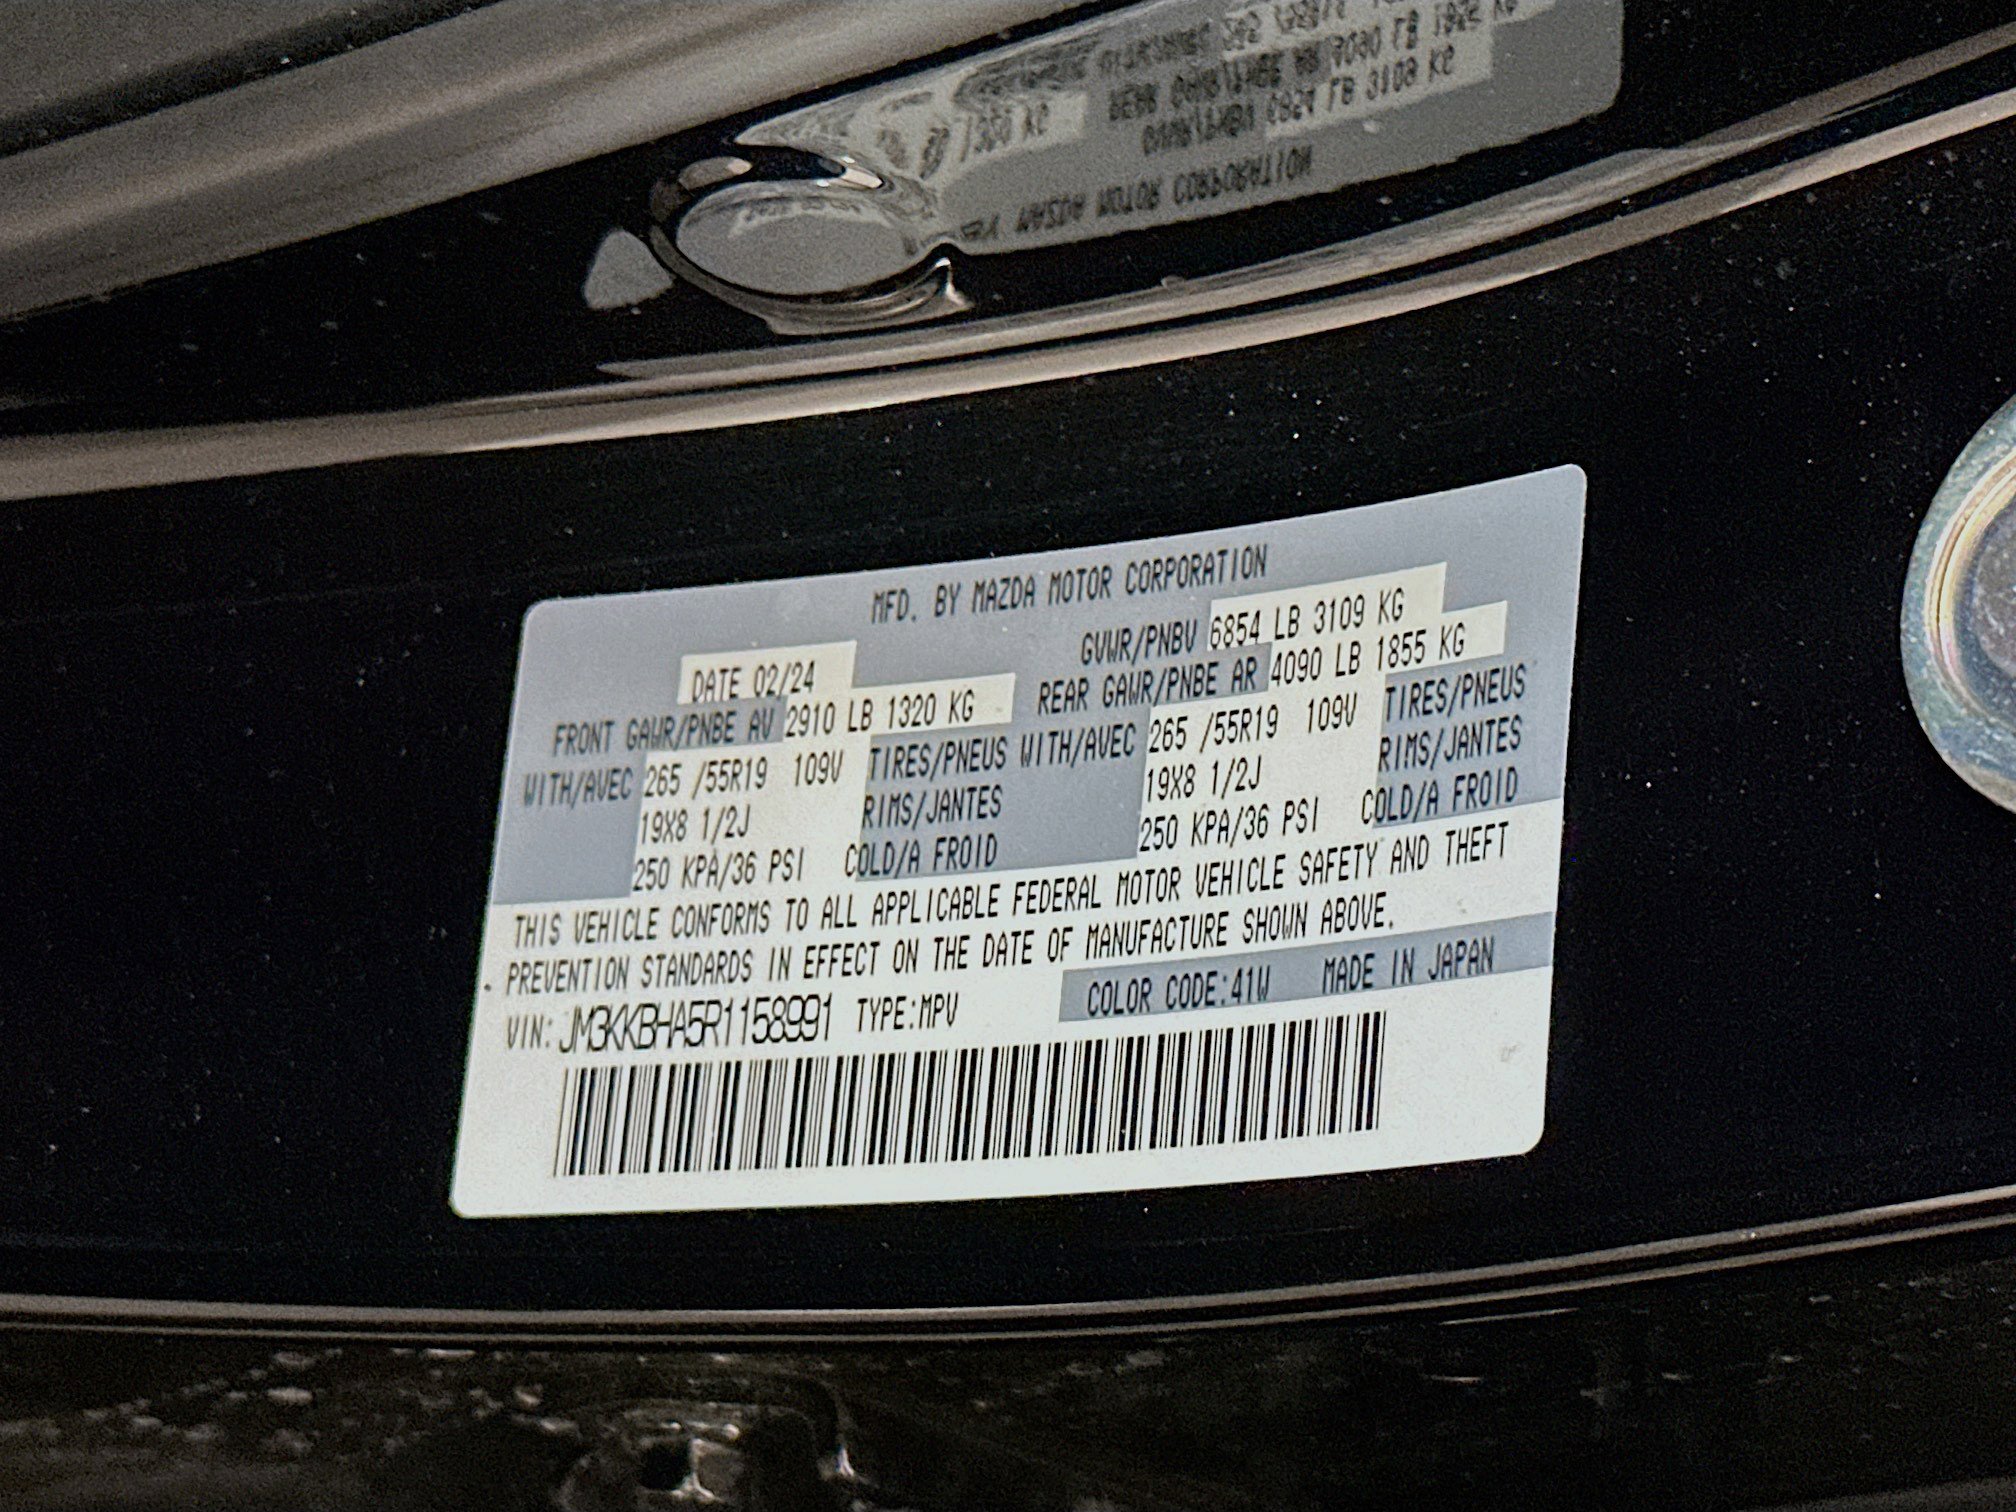 MFD. BY MAZDA MOTOR CORPORATION
DATE 02/24 GVWR/PNBV 6854 LB 3109 KG
FRONT GAWR/PNBE AV 2910 LB 1320 KG REAR GAWR/PNBE AR 4090 LB 1855 KG
WITH/AVEC 265 /55R19 109V TIRES/PNEUS WITH/AVEC 265 /55R19 109V TIRES/PNEUS
19X8 1/2J RIMS/JANTES 19X8 1/2J RIMS/JANTES
250 KPA/36 PSI COLD/A FROID 250 KPA/36 PSI COLD/A FROID
THIS VEHICLE CONFORMS TO ALL APPLICABLE FEDERAL MOTOR VEHICLE SAFETY AND THEFT
PREVENTION STANDARDS IN EFFECT ON THE DATE OF MANUFACTURE SHOWN ABOVE.
VIN: JM3KKBHA5R1158991 TYPE:MPV COLOR CODE:41W MADE IN JAPAN